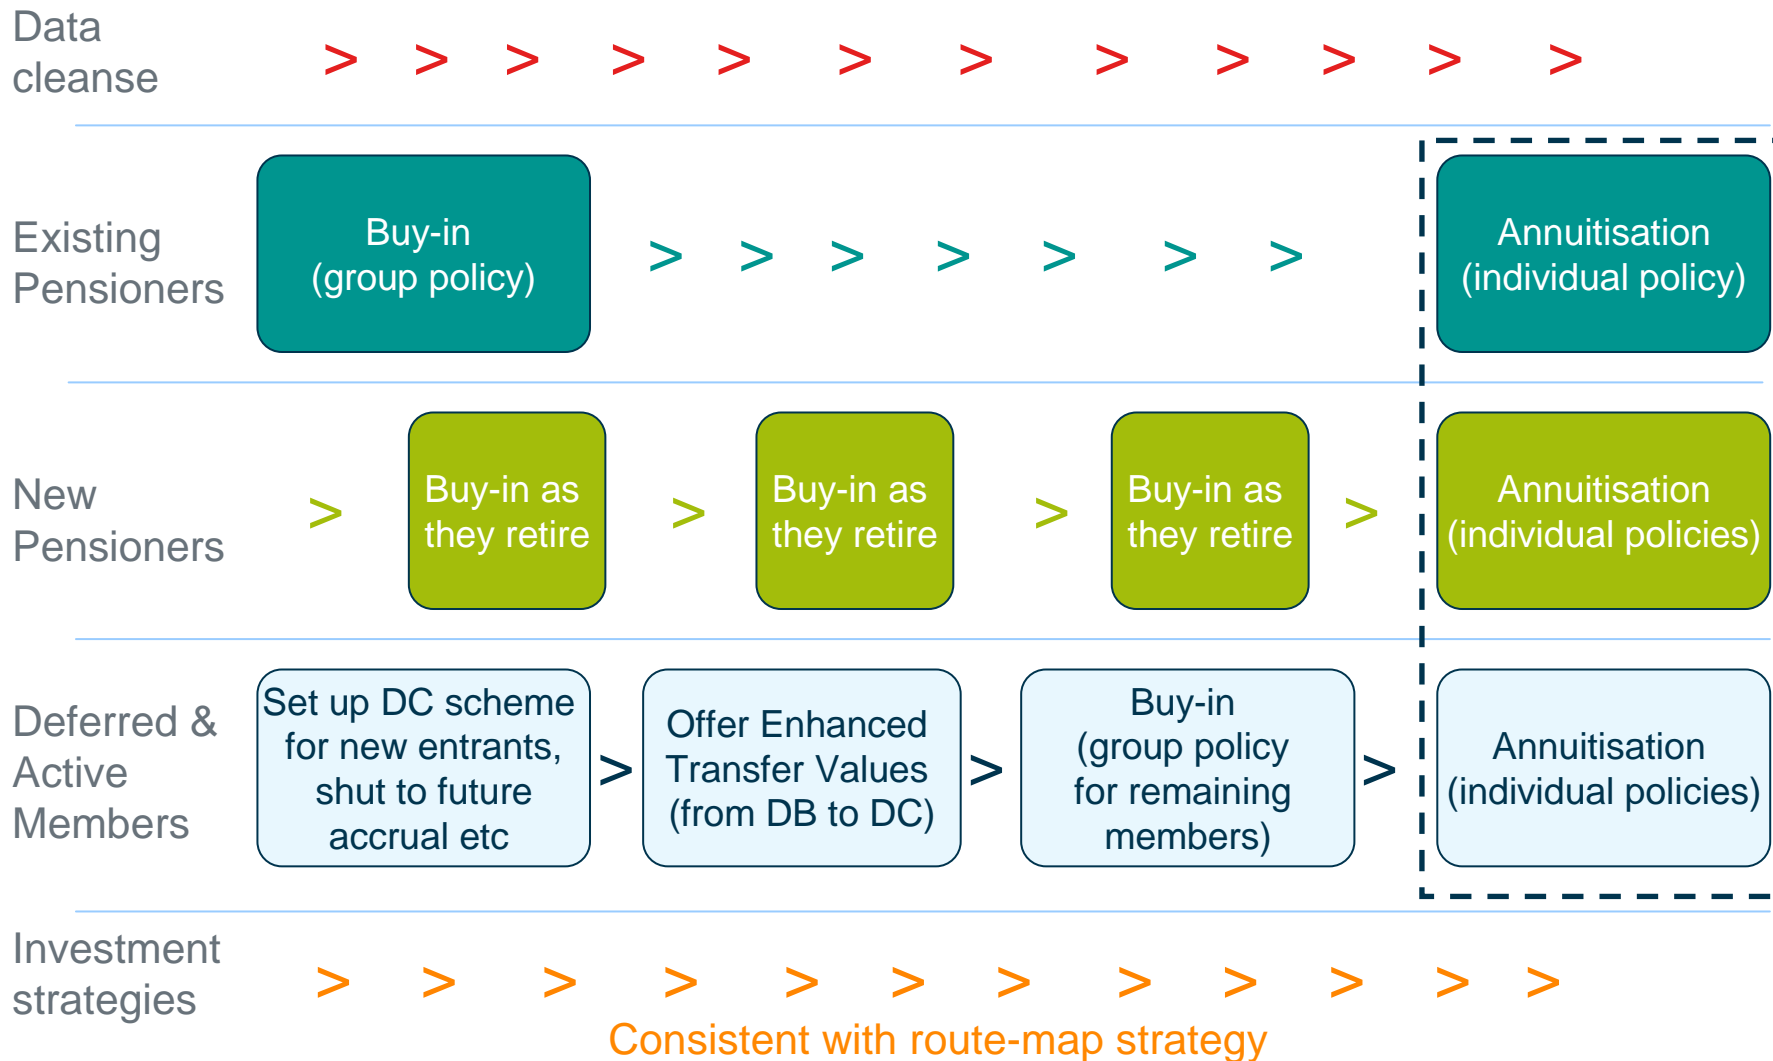 Data
cleanse
> > > > > > > > > > > >
Existing
Pensioners
Buy-in
(group policy)
> > > > > > >
Annuitisation
(individual policy)
New
Pensioners
>
Buy-in as
they retire
>
Buy-in as
they retire
>
Buy-in as
they retire
>
Annuitisation
(individual policies)
Deferred &
Active
Members
Set up DC scheme
for new entrants,
shut to future
accrual etc
>
Offer Enhanced
Transfer Values
(from DB to DC)
>
Buy-in
(group policy
for remaining
members)
>
Annuitisation
(individual policies)
Investment
strategies
> > > > > > > > > > > >
Consistent with route-map strategy